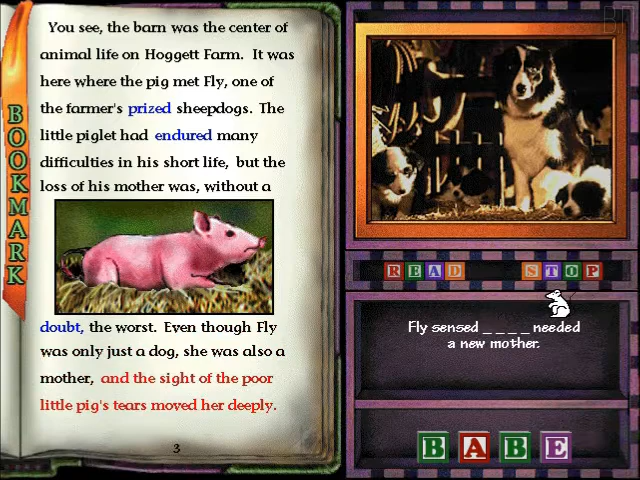 BOOKMARK
You see, the barn was the center of
animal life on Hoggett Farm. It was
here where the pig met Fly, one of
the farmer's prized sheepdogs. The
little piglet had endured many
difficulties in his short life, but the
loss of his mother was, without a
doubt, the worst. Even though Fly
was only just a dog, she was also a
mother, and the sight of the poor
little pig's tears moved her deeply.
3
READ STOP
Fly sensed _ _ _ _ needed
a new mother.
BABE